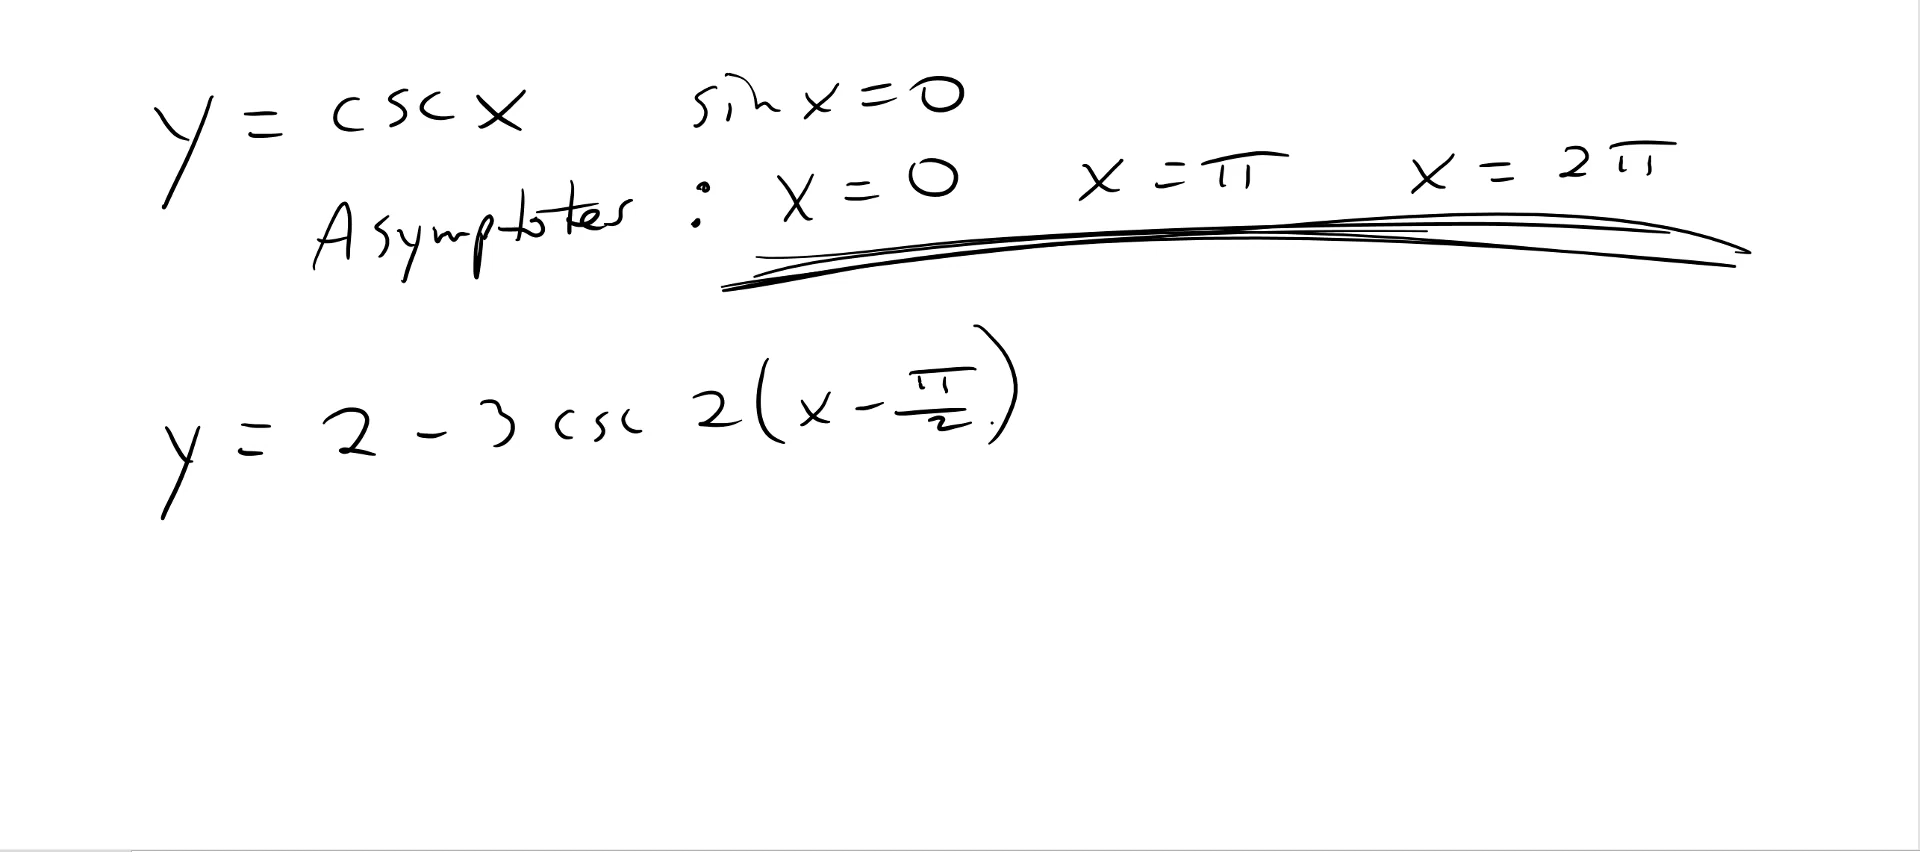 y = csc x sin x = 0
Asymptotes : x = 0 x = π x = 2π
y = 2 - 3 csc 2(x - π/2)